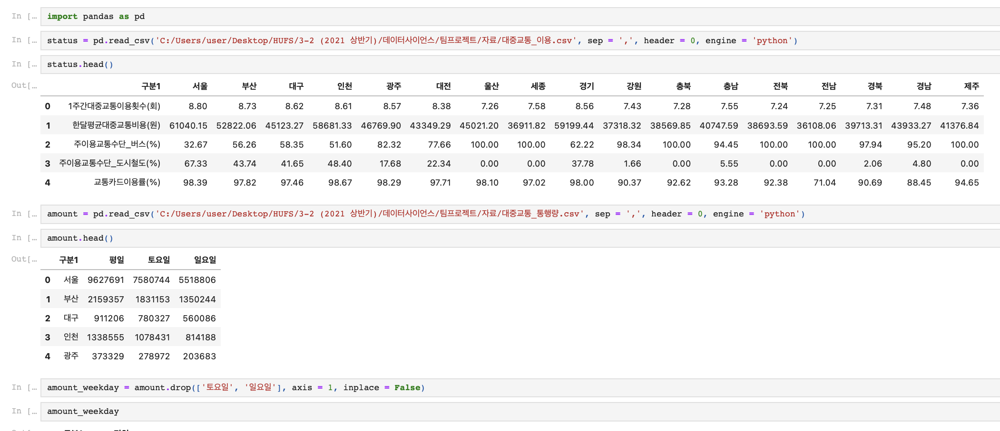 In [… import pandas as pd
In [… status = pd.read_csv('C:/Users/user/Desktop/HUFS/3-2 (2021 상반기)/데이터사이언스/팀프로젝트/자료/대중교통_이용.csv', sep = ',', header = 0, engine = 'python')
In [… status.head()
Out[… 구분1 서울 부산 대구 인천 광주 대전 울산 세종 경기 강원 충북 충남 전북 전남 경북 경남 제주
0 1주간대중교통이용횟수(회) 8.80 8.73 8.62 8.61 8.57 8.38 7.26 7.58 8.56 7.43 7.28 7.55 7.24 7.25 7.31 7.48 7.36
1 한달평균대중교통비용(원) 61040.15 52822.06 45123.27 58681.33 46769.90 43349.29 45021.20 36911.82 59199.44 37318.32 38569.85 40747.59 38693.59 36108.06 39713.31 43933.27 41376.84
2 주이용교통수단_버스(%) 32.67 56.26 58.35 51.60 82.32 77.66 100.00 100.00 62.22 98.34 100.00 94.45 100.00 100.00 97.94 95.20 100.00
3 주이용교통수단_도시철도(%) 67.33 43.74 41.65 48.40 17.68 22.34 0.00 0.00 37.78 1.66 0.00 5.55 0.00 0.00 2.06 4.80 0.00
4 교통카드이용률(%) 98.39 97.82 97.46 98.67 98.29 97.71 98.10 97.02 98.00 90.37 92.62 93.28 92.38 71.04 90.69 88.45 94.65
In [… amount = pd.read_csv('C:/Users/user/Desktop/HUFS/3-2 (2021 상반기)/데이터사이언스/팀프로젝트/자료/대중교통_통행량.csv', sep = ',', header = 0, engine = 'python')
In [… amount.head()
Out[… 구분1 평일 토요일 일요일
0 서울 9627691 7580744 5518806
1 부산 2159357 1831153 1350244
2 대구 911206 780327 560086
3 인천 1338555 1078431 814188
4 광주 373329 278972 203683
In [… amount_weekday = amount.drop(['토요일', '일요일'], axis = 1, inplace = False)
In [… amount_weekday